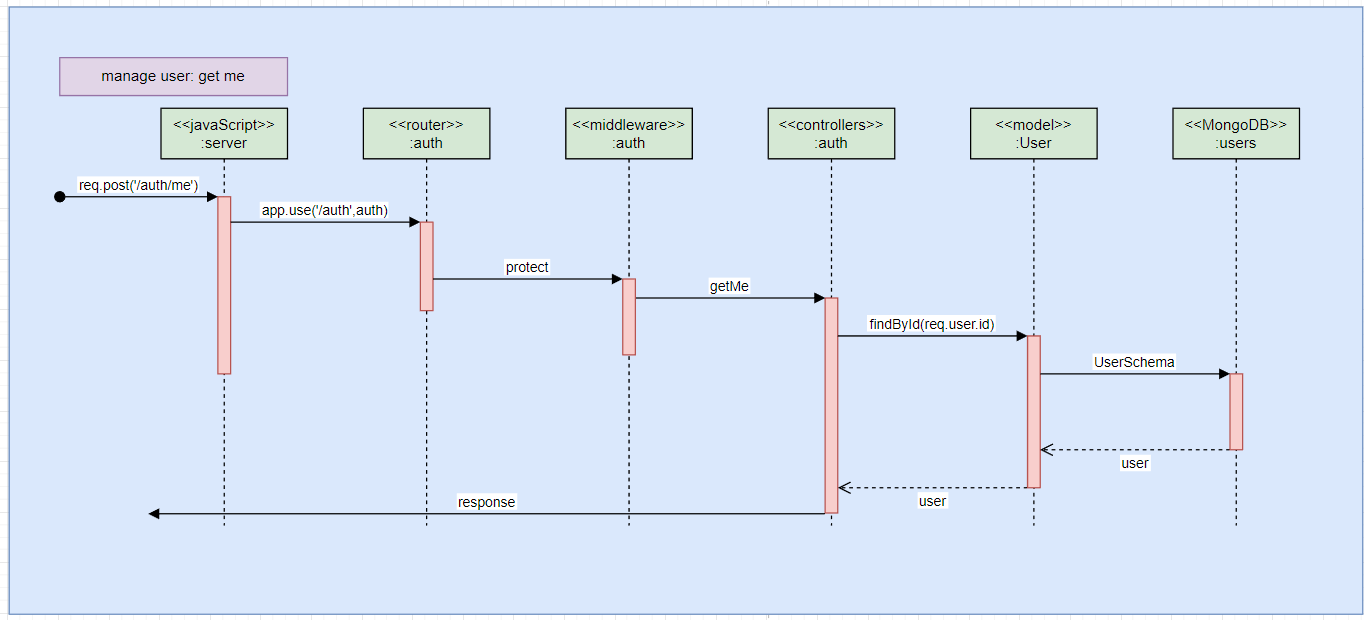 manage user: get me
<<javaScript>>
:server
<<router>>
:auth
<<middleware>>
:auth
<<controllers>>
:auth
<<model>>
:User
<<MongoDB>>
:users
req.post('/auth/me')
app.use('/auth',auth)
protect
getMe
findById(req.user.id)
UserSchema
user
user
response